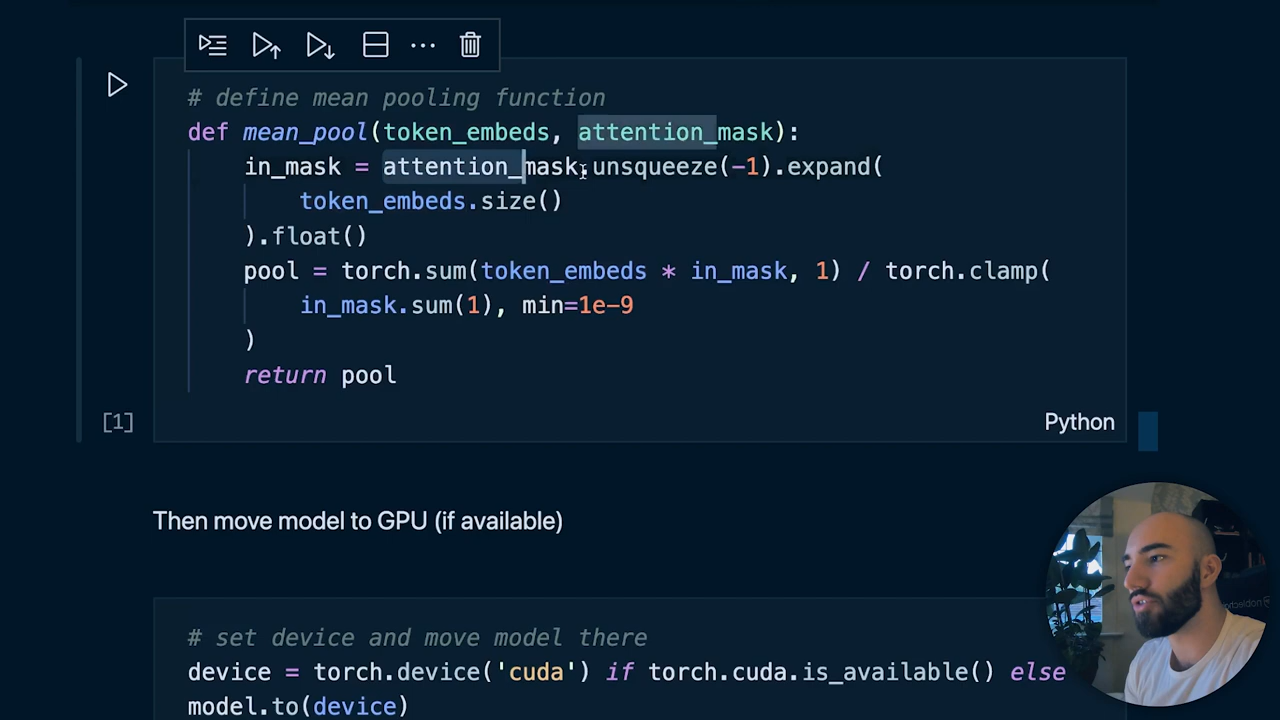 # define mean pooling function
def mean_pool(token_embeds, attention_mask):
in_mask = attention_mask.unsqueeze(-1).expand(
token_embeds.size()
).float()
pool = torch.sum(token_embeds * in_mask, 1) / torch.clamp(
in_mask.sum(1), min=1e-9
)
return pool
[1]
Python
Then move model to GPU (if available)
# set device and move model there
device = torch.device('cuda') if torch.cuda.is_available() else
model.to(device)